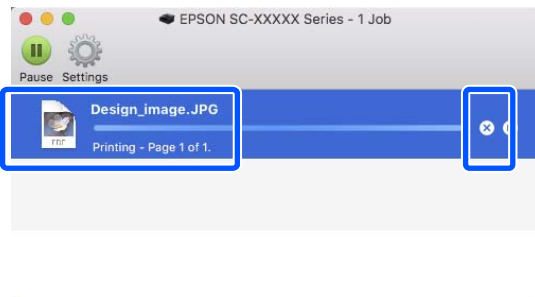 EPSON SC-XXXXX Series - 1 Job
Pause Settings
Design_image.JPG
Printing - Page 1 of 1.